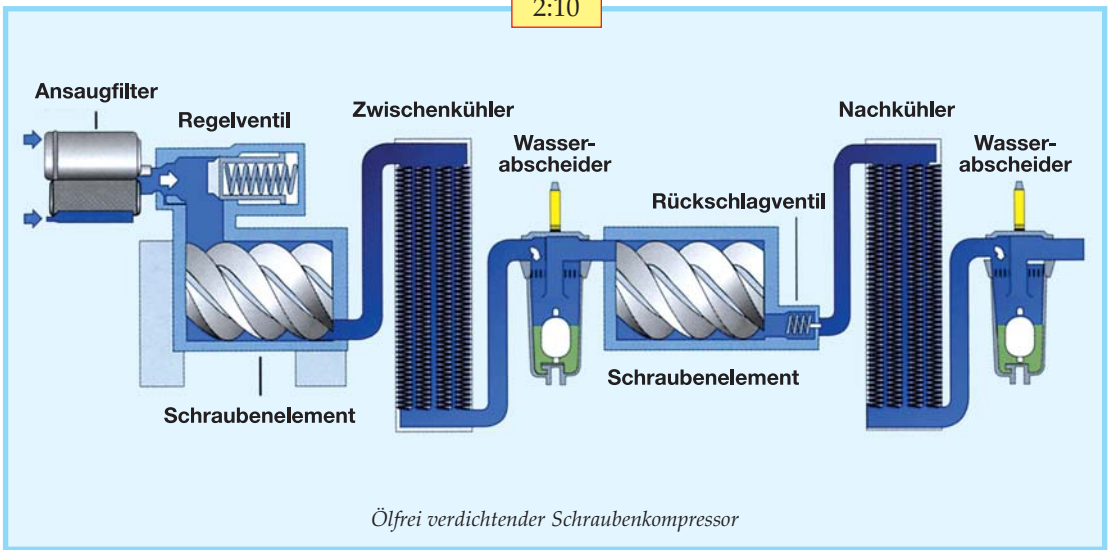 2:10
Ansaugfilter
Regelventil
Zwischenkühler
Wasser-
abscheider
Nachkühler
Wasser-
abscheider
Rückschlagventil
Schraubenelement
Schraubenelement
Ölfrei verdichtender Schraubenkompressor